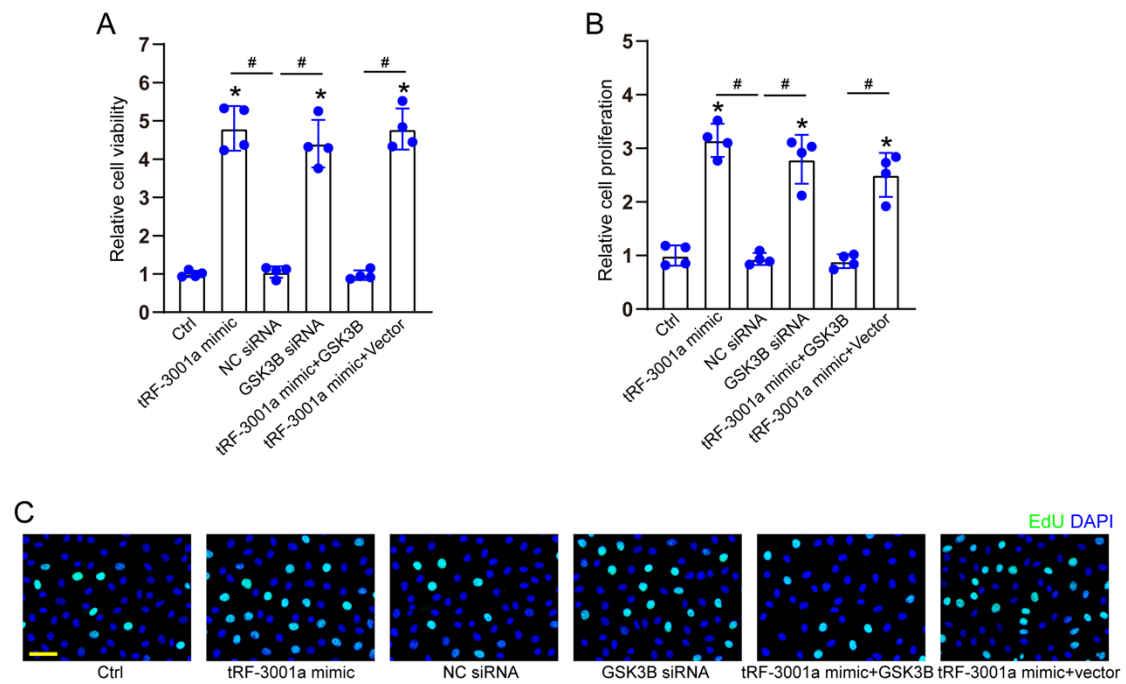 A
Relative cell viability
7
6
5
4
3
2
1
0
# # #
* * *
Ctrl
tRF-3001a mimic
NC siRNA
GSK3B siRNA
tRF-3001a mimic+GSK3B
tRF-3001a mimic+Vector
B
Relative cell proliferation
5
4
3
2
1
0
# # #
* * *
Ctrl
tRF-3001a mimic
NC siRNA
GSK3B siRNA
tRF-3001a mimic+GSK3B
tRF-3001a mimic+Vector
C
EdU DAPI
Ctrl tRF-3001a mimic NC siRNA GSK3B siRNA tRF-3001a mimic+GSK3B tRF-3001a mimic+vector